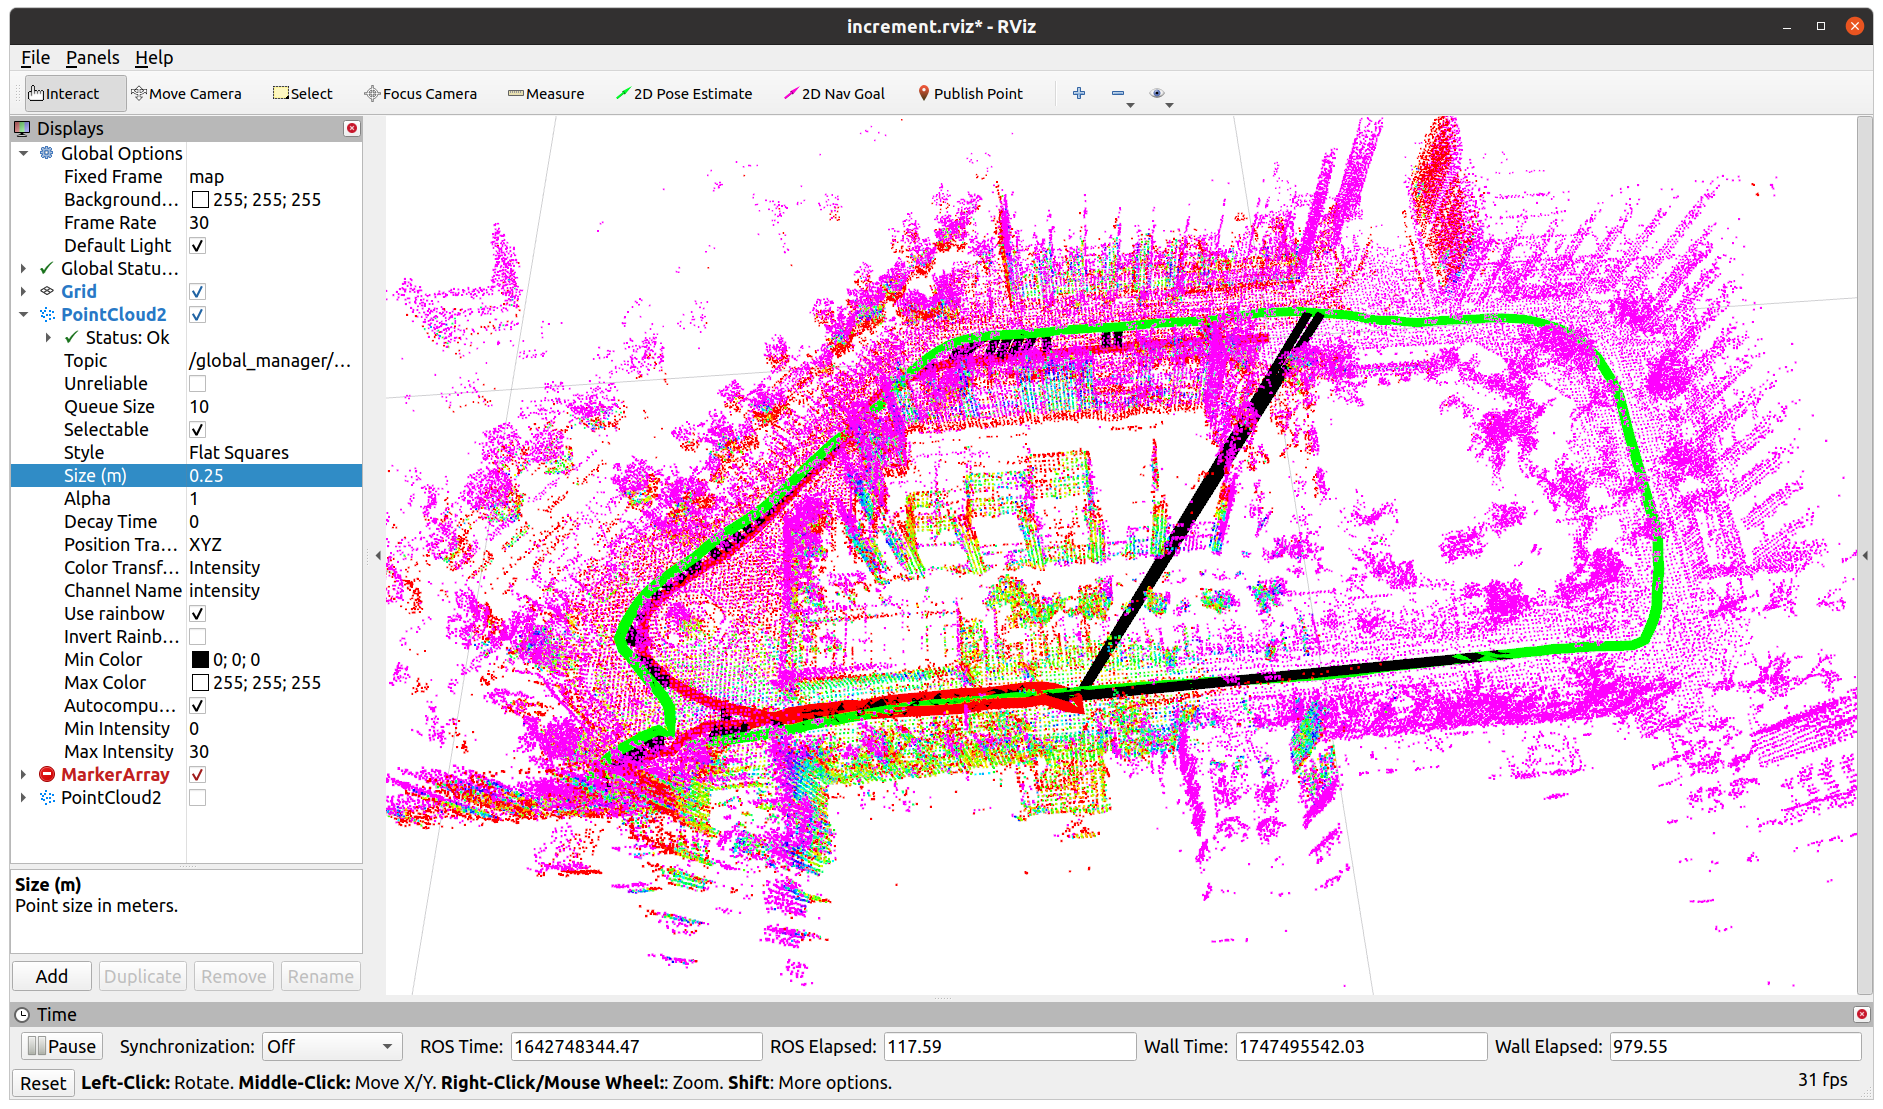 increment.rviz* - RViz
File Panels Help
Interact Move Camera Select Focus Camera Measure 2D Pose Estimate 2D Nav Goal Publish Point
Displays
Global Options
Fixed Frame map
Background... 255; 255; 255
Frame Rate 30
Default Light
Global Statu...
Grid
PointCloud2
Status: Ok
Topic /global_manager/...
Unreliable
Queue Size 10
Selectable
Style Flat Squares
Size (m) 0.25
Alpha 1
Decay Time 0
Position Tra... XYZ
Color Transf... Intensity
Channel Name intensity
Use rainbow
Invert Rainb...
Min Color 0; 0; 0
Max Color 255; 255; 255
Autocompu...
Min Intensity 0
Max Intensity 30
MarkerArray
PointCloud2
Size (m)
Point size in meters.
Add Duplicate Remove Rename
Time
Pause Synchronization: Off ROS Time: 1642748344.47 ROS Elapsed: 117.59 Wall Time: 1747495542.03 Wall Elapsed: 979.55
Reset Left-Click: Rotate. Middle-Click: Move X/Y. Right-Click/Mouse Wheel:: Zoom. Shift: More options. 31 fps